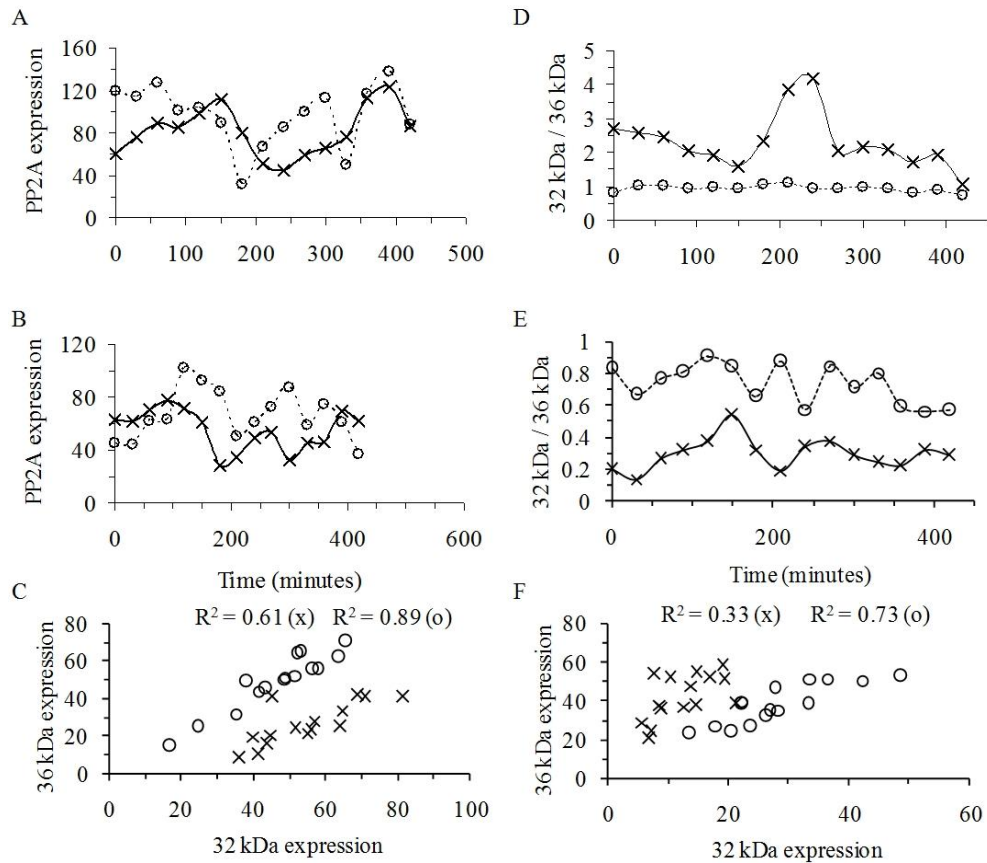 A
PP2A expression
160
120
80
40
0
0 100 200 300 400 500
D
32 kDa / 36 kDa
5
4
3
2
1
0
0 100 200 300 400
B
PP2A expression
120
80
40
0
0 200 400 600
Time (minutes)
E
32 kDa / 36 kDa
1
0.8
0.6
0.4
0.2
0
0 200 400
Time (minutes)
C
R² = 0.61 (x) R² = 0.89 (o)
36 kDa expression
80
60
40
20
0
0 20 40 60 80 100
32 kDa expression
F
R² = 0.33 (x) R² = 0.73 (o)
36 kDa expression
80
60
40
20
0
0 20 40 60
32 kDa expression